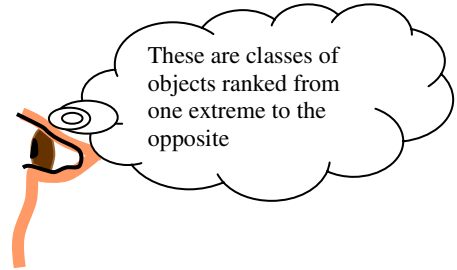 These are classes of
objects ranked from
one extreme to the
opposite